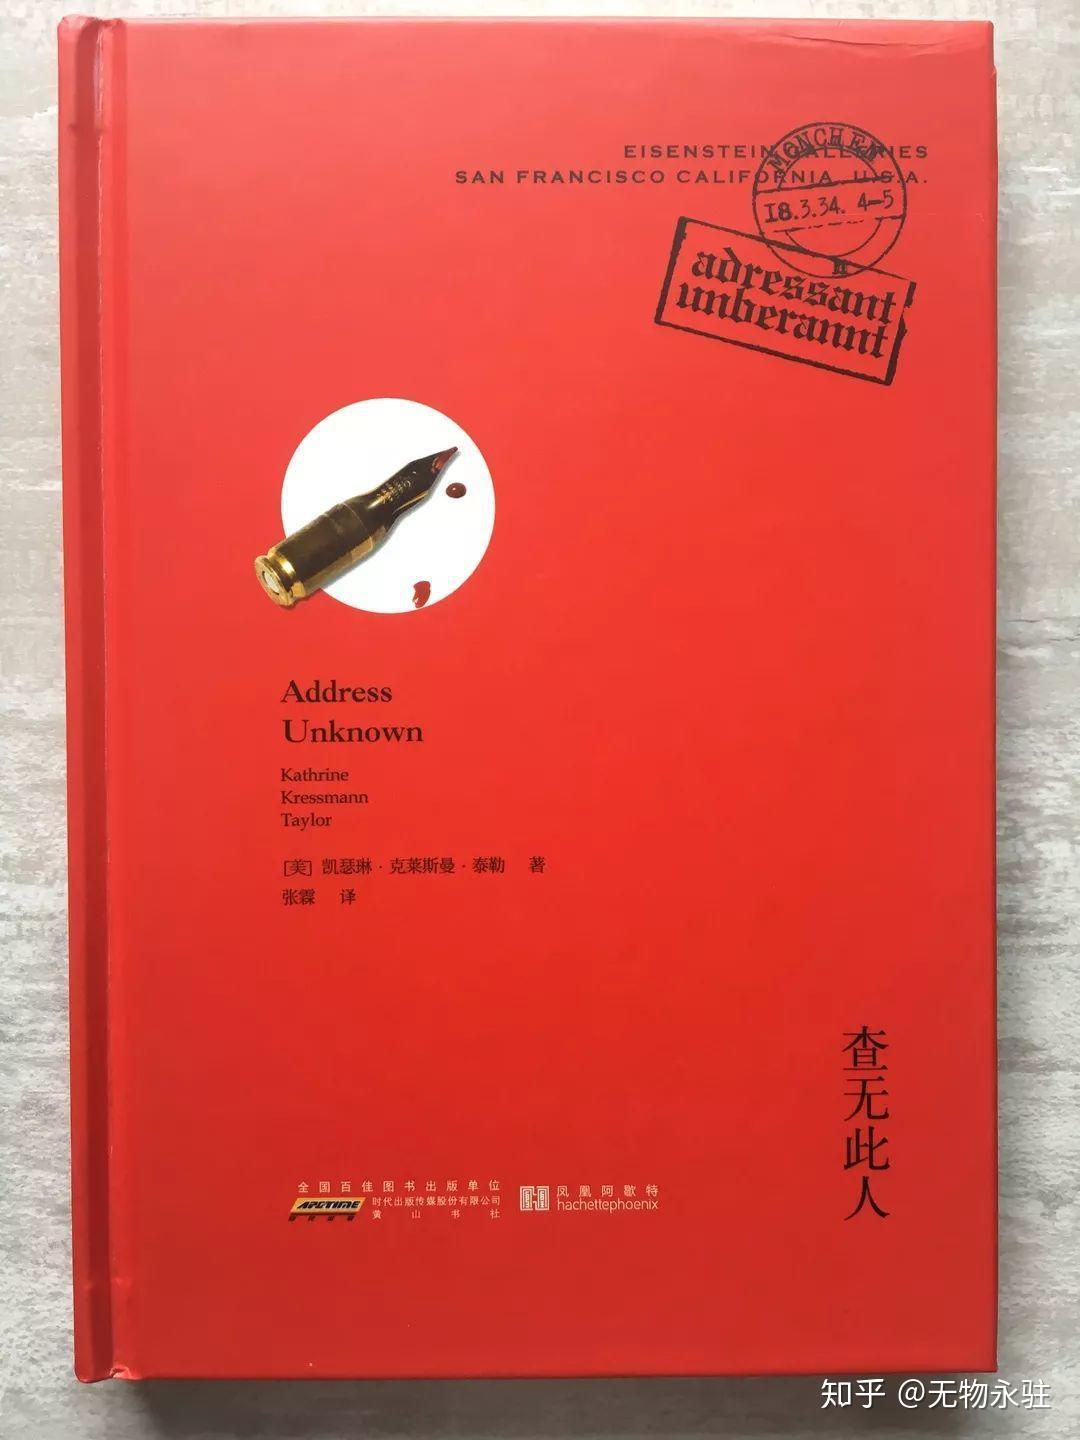 EISENSTEIN GALLERIES
SAN FRANCISCO CALIFORNIA, U.S.A.
MÖNCHEN
18.3.34. 4-5
adressant
unberannt
Address
Unknown
Kathrine
Kressmann
Taylor
[美] 凯瑟琳·克莱斯曼·泰勒 著
张霖 译
查无此人
全国百佳图书出版单位
APGTIME 时代出版传媒股份有限公司
黄山书社
凤凰阿歇特
hachettephoenix
知乎 @无物永驻